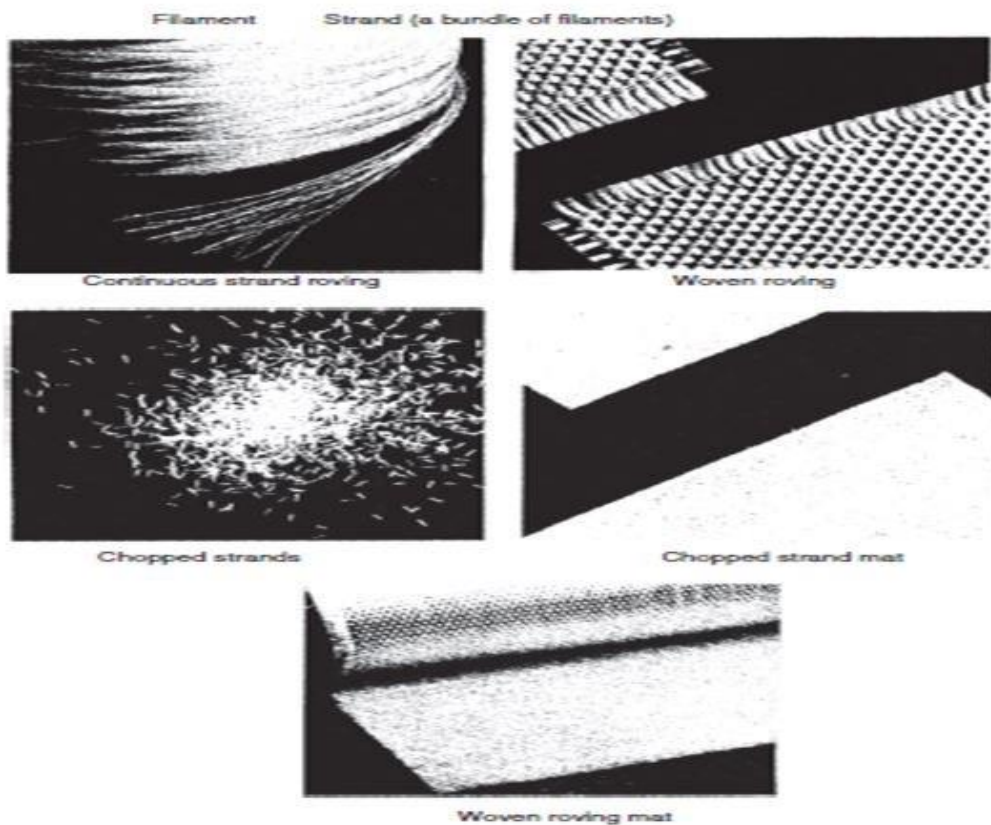 Filament Strand (a bundle of filaments)
Continuous strand roving
Woven roving
Chopped strands
Chopped strand mat
Woven roving mat